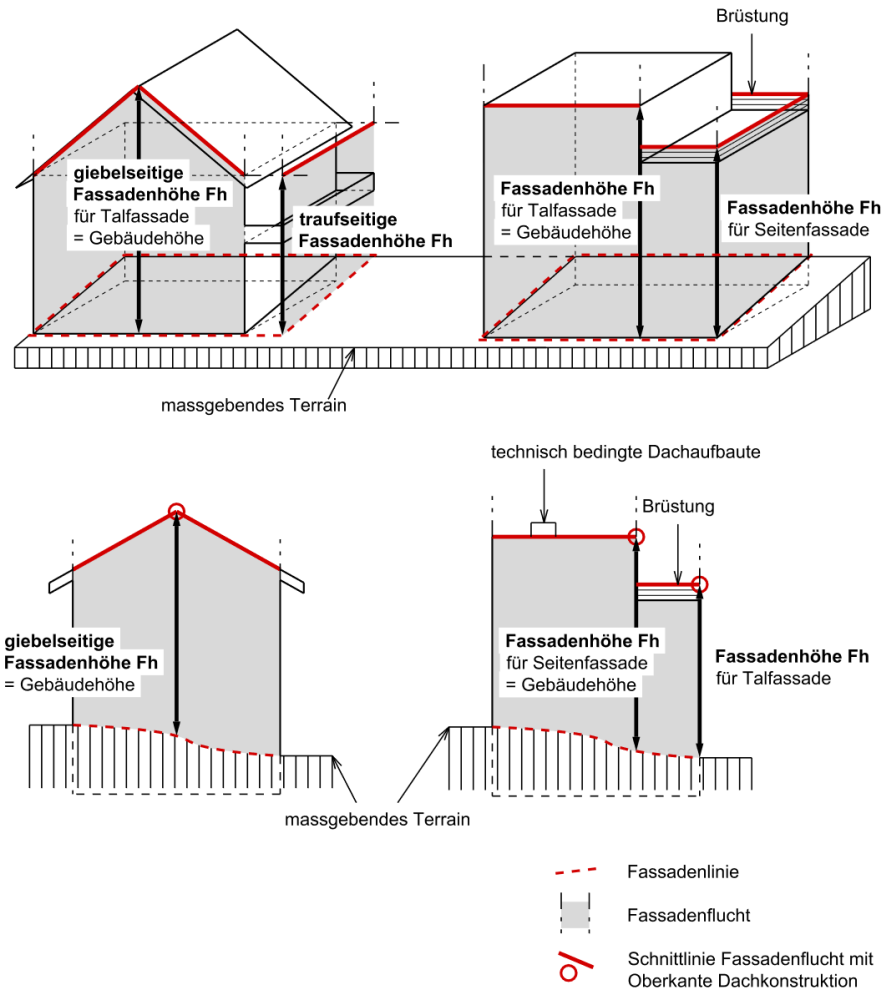 Brüstung
giebelseitige
Fassadenhöhe Fh
für Talfassade
= Gebäudehöhe
traufseitige
Fassadenhöhe Fh
Fassadenhöhe Fh
für Talfassade
= Gebäudehöhe
Fassadenhöhe Fh
für Seitenfassade
massgebendes Terrain
technisch bedingte Dachaufbaute
Brüstung
giebelseitige
Fassadenhöhe Fh
= Gebäudehöhe
Fassadenhöhe Fh
für Seitenfassade
= Gebäudehöhe
Fassadenhöhe Fh
für Talfassade
massgebendes Terrain
Fassadenlinie
Fassadenflucht
Schnittlinie Fassadenflucht mit
Oberkante Dachkonstruktion